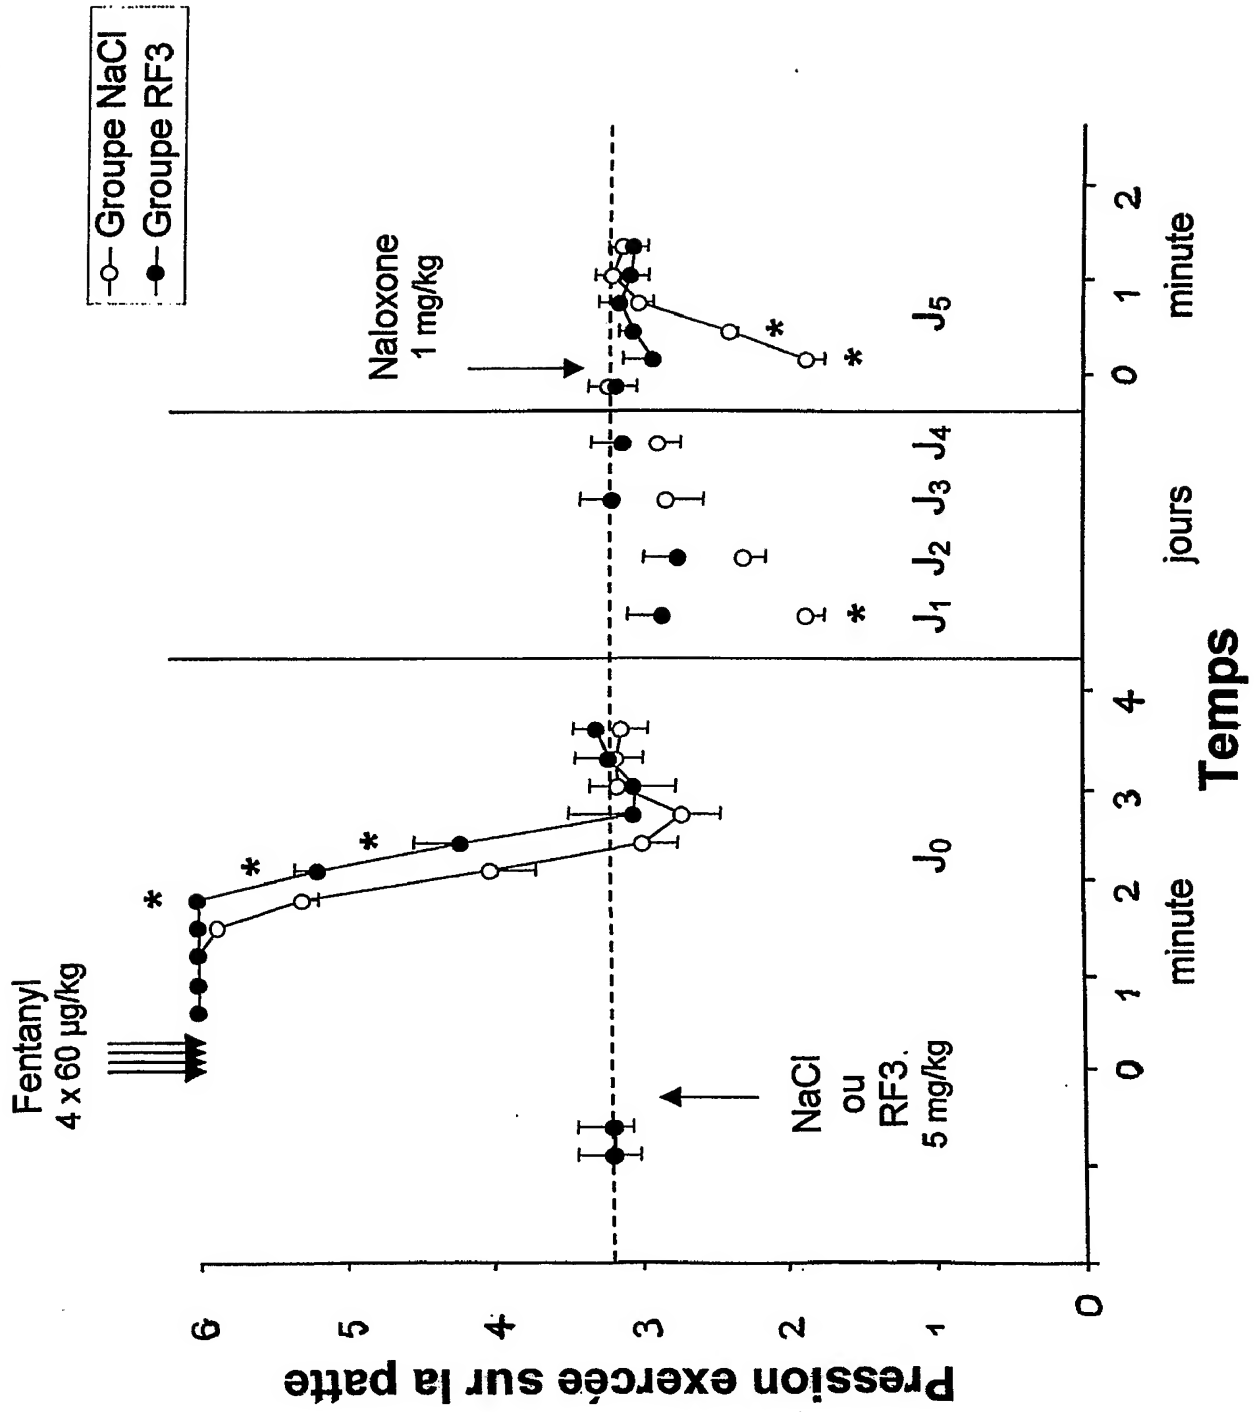 Groupe NaCl
Groupe RF3
Fentanyl
4 x 60 µg/kg
Naloxone
1 mg/kg
Pression exercée sur la patte
6
5
4
3
2
1
0
NaCl
ou
RF3.
5 mg/kg
*
*
*
*
*
*
J0
J1
J2
J3
J4
J5
0
1
2
3
4
0
1
2
minute
jours
minute
Temps